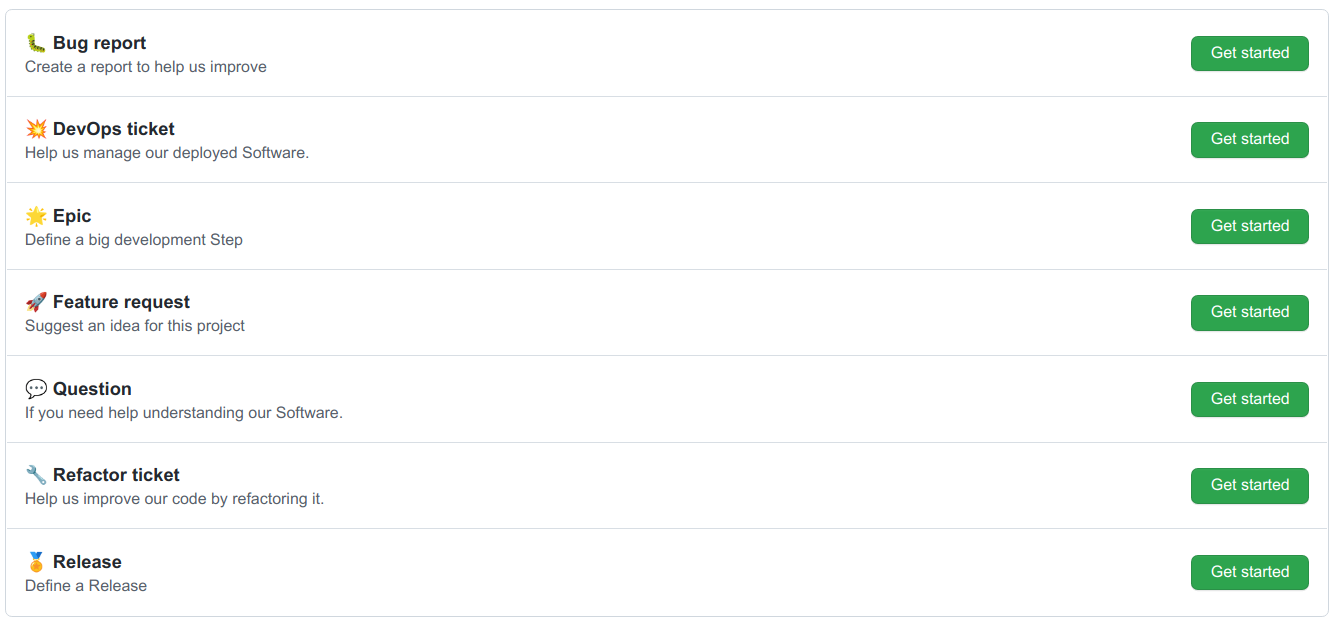 🐛 Bug report
Create a report to help us improve
Get started
💥 DevOps ticket
Help us manage our deployed Software.
Get started
🌟 Epic
Define a big development Step
Get started
🚀 Feature request
Suggest an idea for this project
Get started
💬 Question
If you need help understanding our Software.
Get started
🔧 Refactor ticket
Help us improve our code by refactoring it.
Get started
🏅 Release
Define a Release
Get started